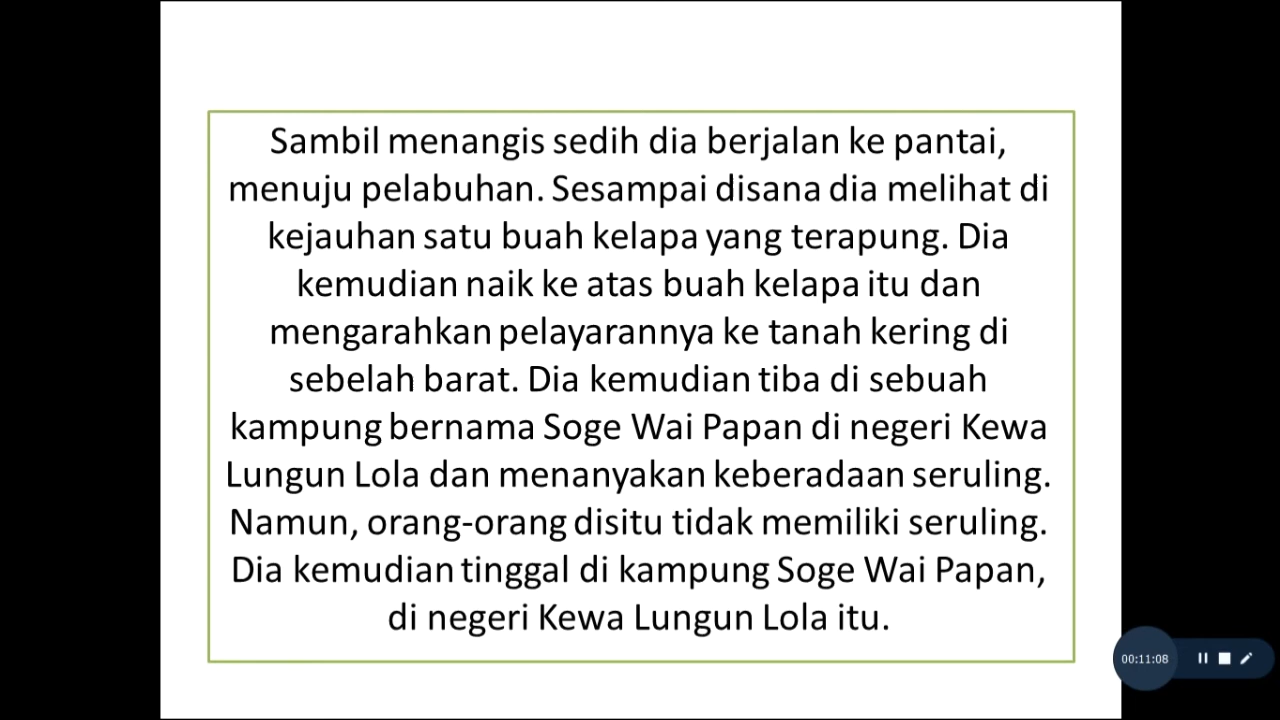 Sambil menangis sedih dia berjalan ke pantai,
menuju pelabuhan. Sesampai disana dia melihat di
kejauhan satu buah kelapa yang terapung. Dia
kemudian naik ke atas buah kelapa itu dan
mengarahkan pelayarannya ke tanah kering di
sebelah barat. Dia kemudian tiba di sebuah
kampung bernama Soge Wai Papan di negeri Kewa
Lungun Lola dan menanyakan keberadaan seruling.
Namun, orang-orang disitu tidak memiliki seruling.
Dia kemudian tinggal di kampung Soge Wai Papan,
di negeri Kewa Lungun Lola itu.
00:11:08